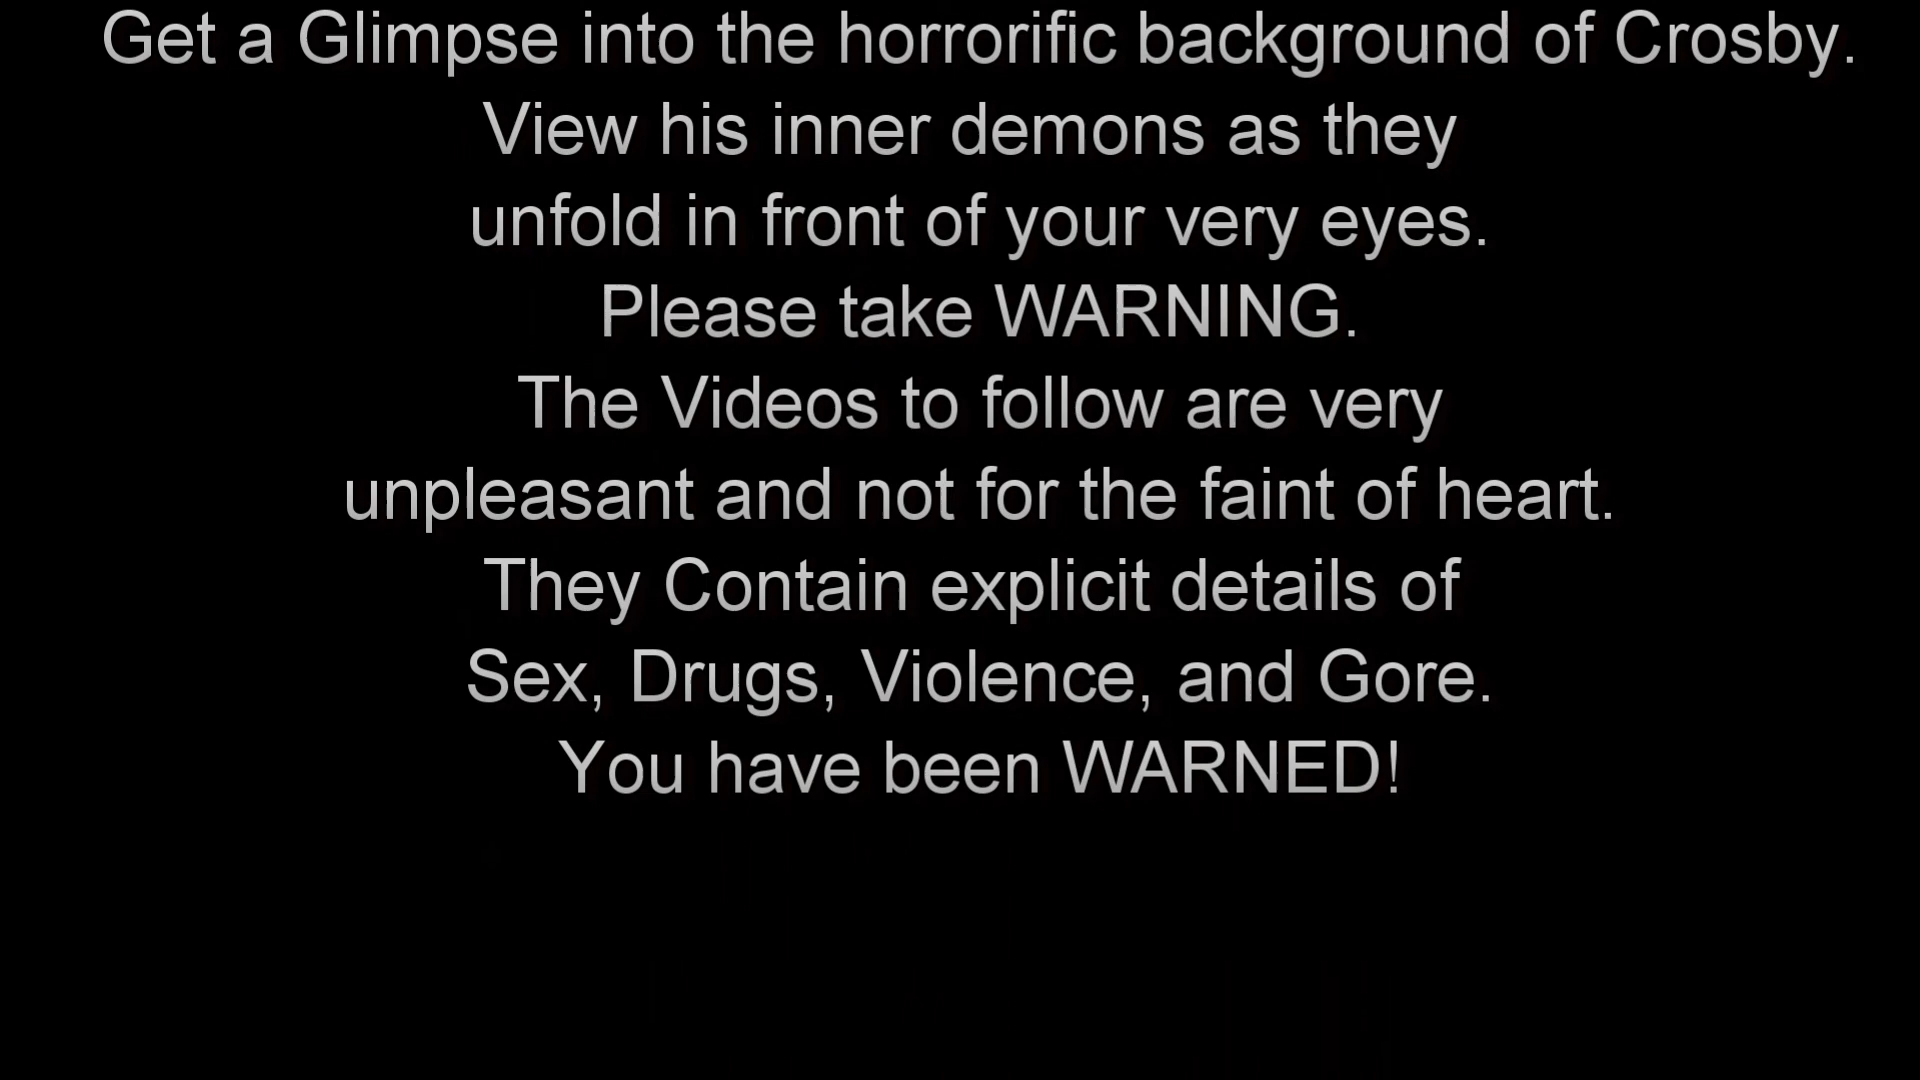 Get a Glimpse into the horrorific background of Crosby.
View his inner demons as they
unfold in front of your very eyes.
Please take WARNING.
The Videos to follow are very
unpleasant and not for the faint of heart.
They Contain explicit details of
Sex, Drugs, Violence, and Gore.
You have been WARNED!